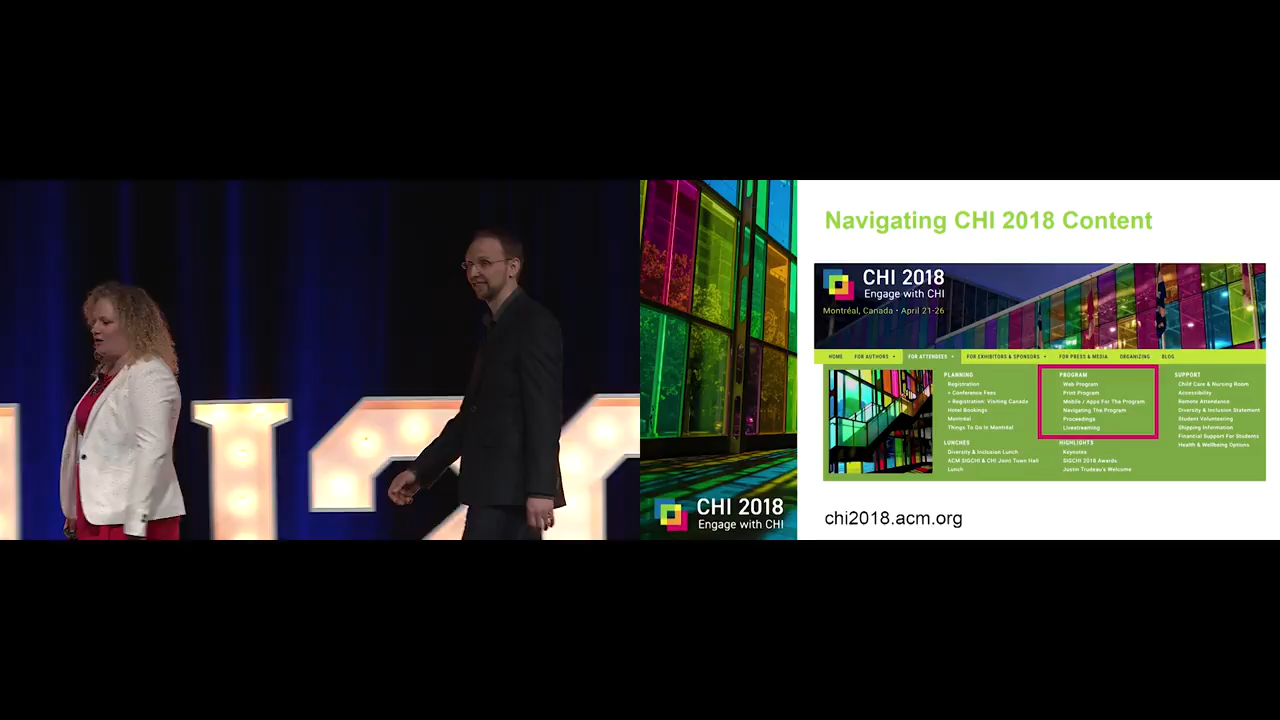 Navigating CHI 2018 Content
CHI 2018
Engage with CHI
Montréal, Canada • April 21-26
HOME
FOR AUTHORS
FOR ATTENDEES
FOR EXHIBITORS & SPONSORS
FOR PRESS & MEDIA
ORGANIZING
BLOG
PLANNING
Registration
+ Conference Fees
+ Registration: Visiting Canada
Hotel Bookings
Montréal
Things To Do In Montréal
LUNCHES
Diversity & Inclusion Lunch
ACM SIGCHI & CHI Joint Town Hall
Lunch
PROGRAM
Web Program
Print Program
Mobile / Apps For The Program
Navigating The Program
Proceedings
Livestreaming
HIGHLIGHTS
Keynotes
SIGCHI 2018 Awards
Justin Trudeau's Welcome
SUPPORT
Child Care & Nursing Room
Accessibility
Remote Attendance
Diversity & Inclusion Statement
Student Volunteering
Shipping Information
Financial Support For Students
Health & Wellbeing Options
CHI 2018
Engage with CHI
chi2018.acm.org